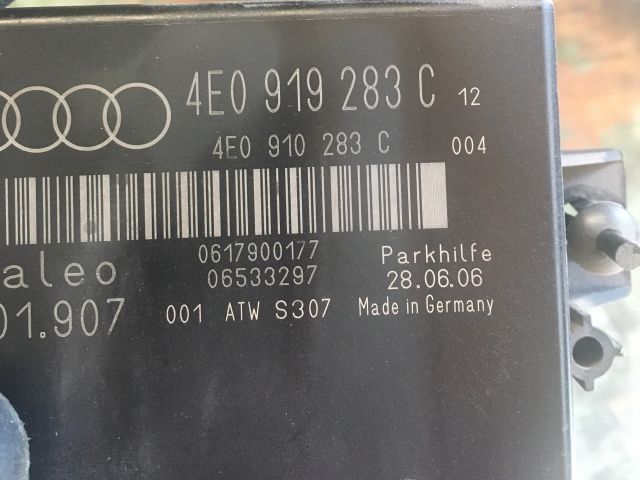 4E0 919 283 C 12
4E0 910 283 C 004
0617900177 Parkhilfe
aleo 06533297 28.06.06
01.907 001 ATW S307 Made in Germany